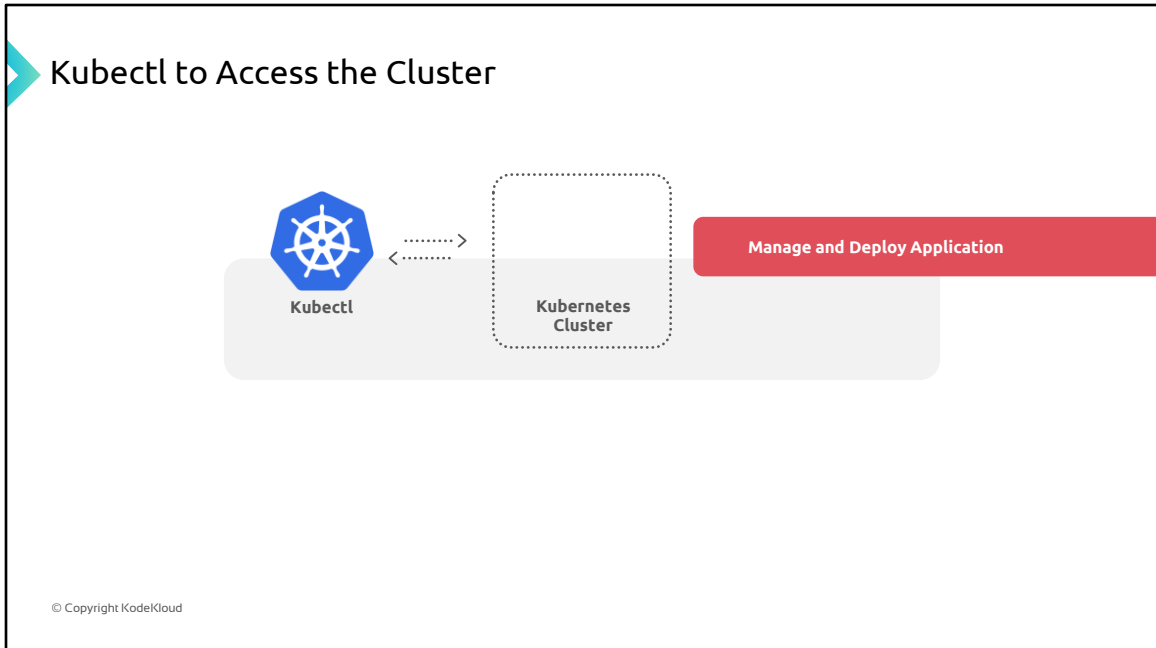 Kubectl to Access the Cluster
Manage and Deploy Application
Kubectl
Kubernetes
Cluster
© Copyright KodeKloud